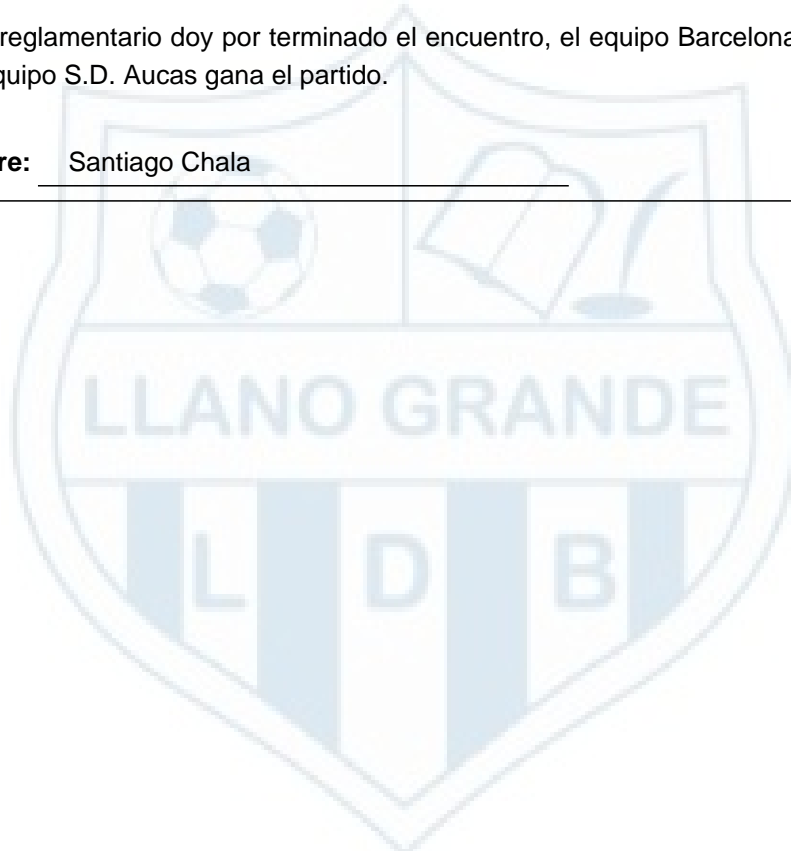 reglamentario doy por terminado el encuentro, el equipo Barcelona
quipo S.D. Aucas gana el partido.
re: Santiago Chala
LLANO GRANDE
L D B